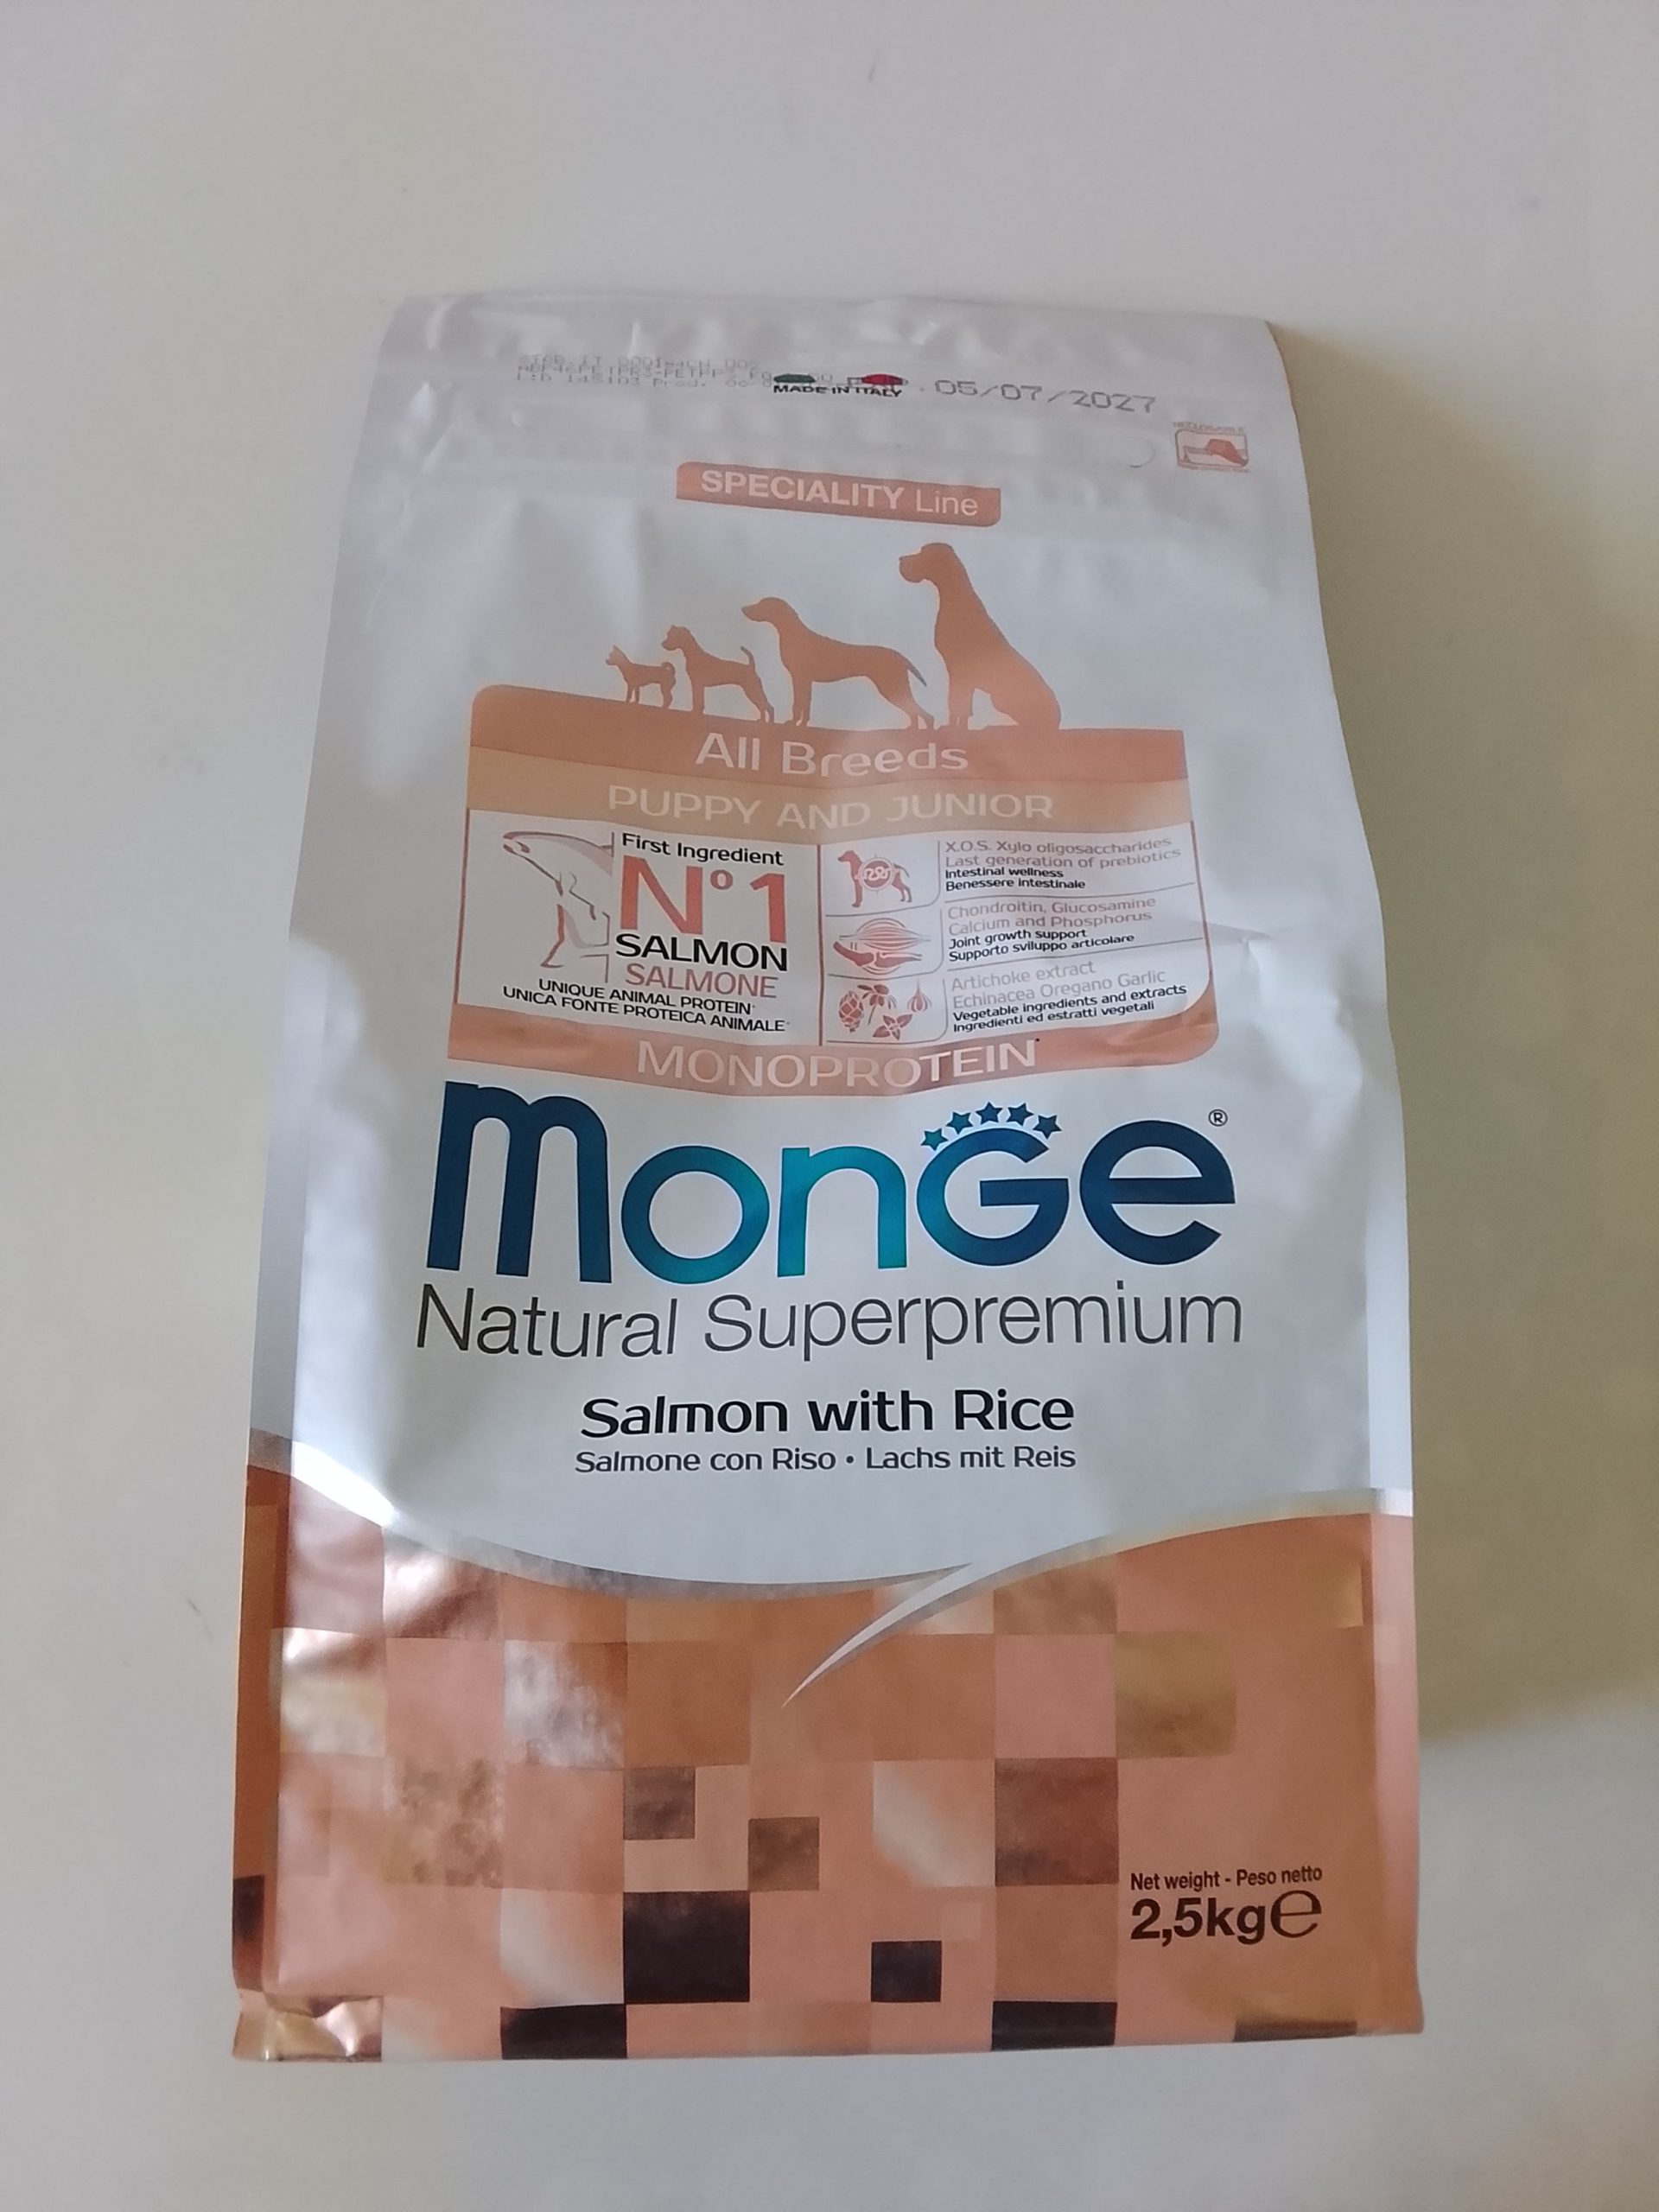 MADE IN ITALY
05/07/2027
SPECIALITY Line
All Breeds
PUPPY AND JUNIOR
First Ingredient
N°1
SALMON
SALMONE
UNIQUE ANIMAL PROTEIN*
UNICA FONTE PROTEICA ANIMALE*
X.O.S. Xylo oligosaccharides
Last generation of prebiotics
Intestinal wellness
Benessere intestinale
Chondroitin, Glucosamine
Calcium and Phosphorus
Joint growth support
Supporto sviluppo articolare
Artichoke extract
Echinacea Oregano Garlic
Vegetable ingredients and extracts
Ingredienti ed estratti vegetali
MONOPROTEIN*
monGe®
Natural Superpremium
Salmon with Rice
Salmone con Riso • Lachs mit Reis
Net weight - Peso netto
2,5kg℮